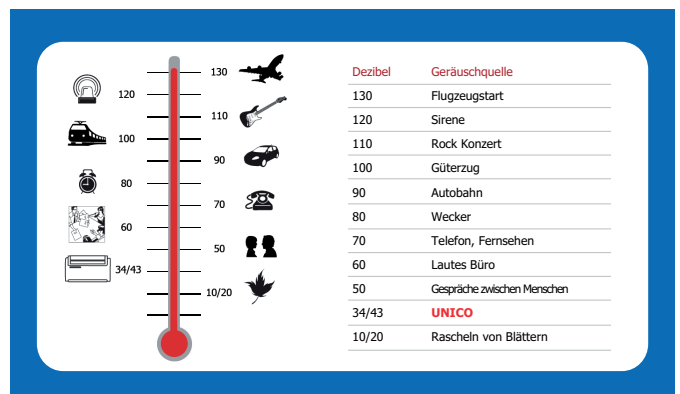 130
120
110
100
90
80
70
60
50
34/43
10/20
Dezibel Geräuschquelle
130 Flugzeugstart
120 Sirene
110 Rock Konzert
100 Güterzug
90 Autobahn
80 Wecker
70 Telefon, Fernsehen
60 Lautes Büro
50 Gespräche zwischen Menschen
34/43 UNICO
10/20 Rascheln von Blättern